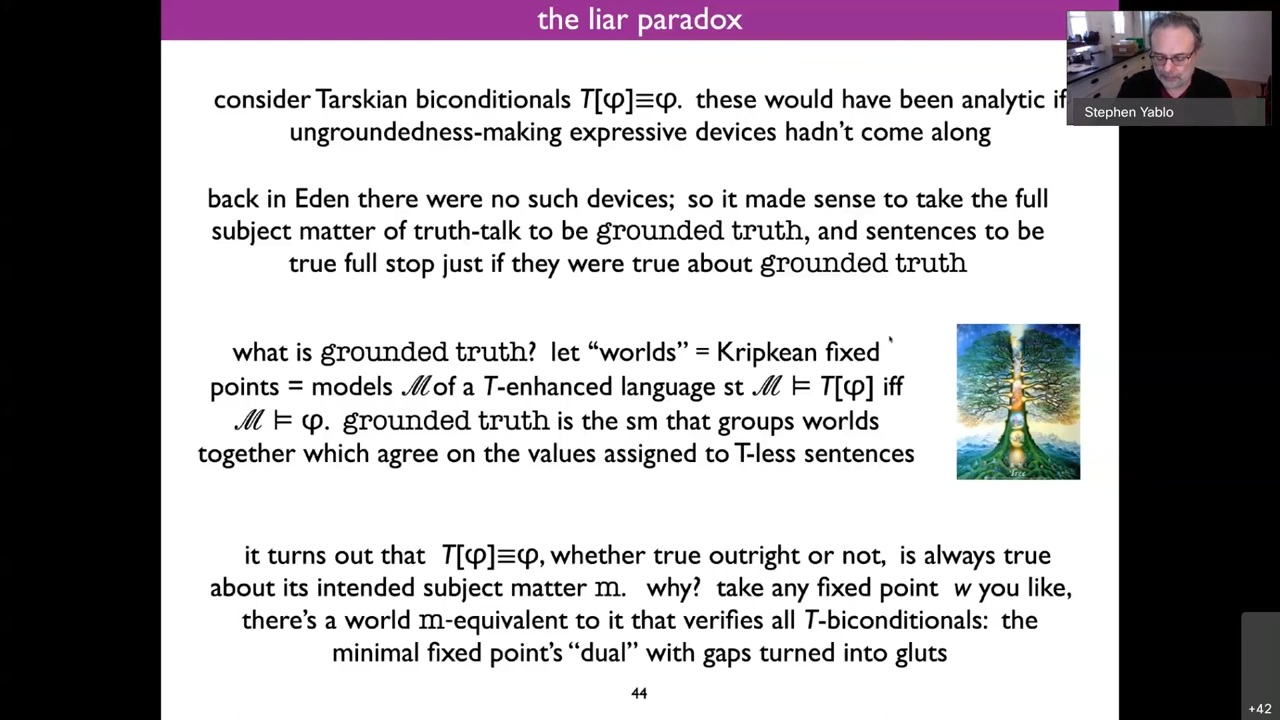 the liar paradox
Stephen Yablo
consider Tarskian biconditionals T[φ]≡φ. these would have been analytic if
ungroundedness-making expressive devices hadn't come along
back in Eden there were no such devices; so it made sense to take the full
subject matter of truth-talk to be grounded truth, and sentences to be
true full stop just if they were true about grounded truth
what is grounded truth? let “worlds” = Kripkean fixed
points = models ℳ of a T-enhanced language st ℳ ⊨ T[φ] iff
ℳ ⊨ φ. grounded truth is the sm that groups worlds
together which agree on the values assigned to T-less sentences
Tree
it turns out that T[φ]≡φ, whether true outright or not, is always true
about its intended subject matter m. why? take any fixed point w you like,
there's a world m-equivalent to it that verifies all T-biconditionals: the
minimal fixed point's “dual” with gaps turned into gluts
44
+42